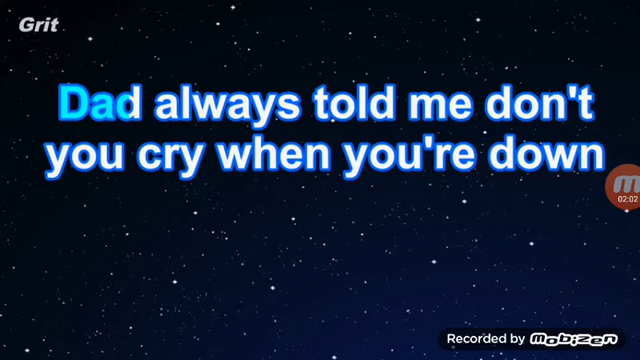 Grit
Dad always told me don't
you cry when you're down
m
02:02
Recorded by mobizen